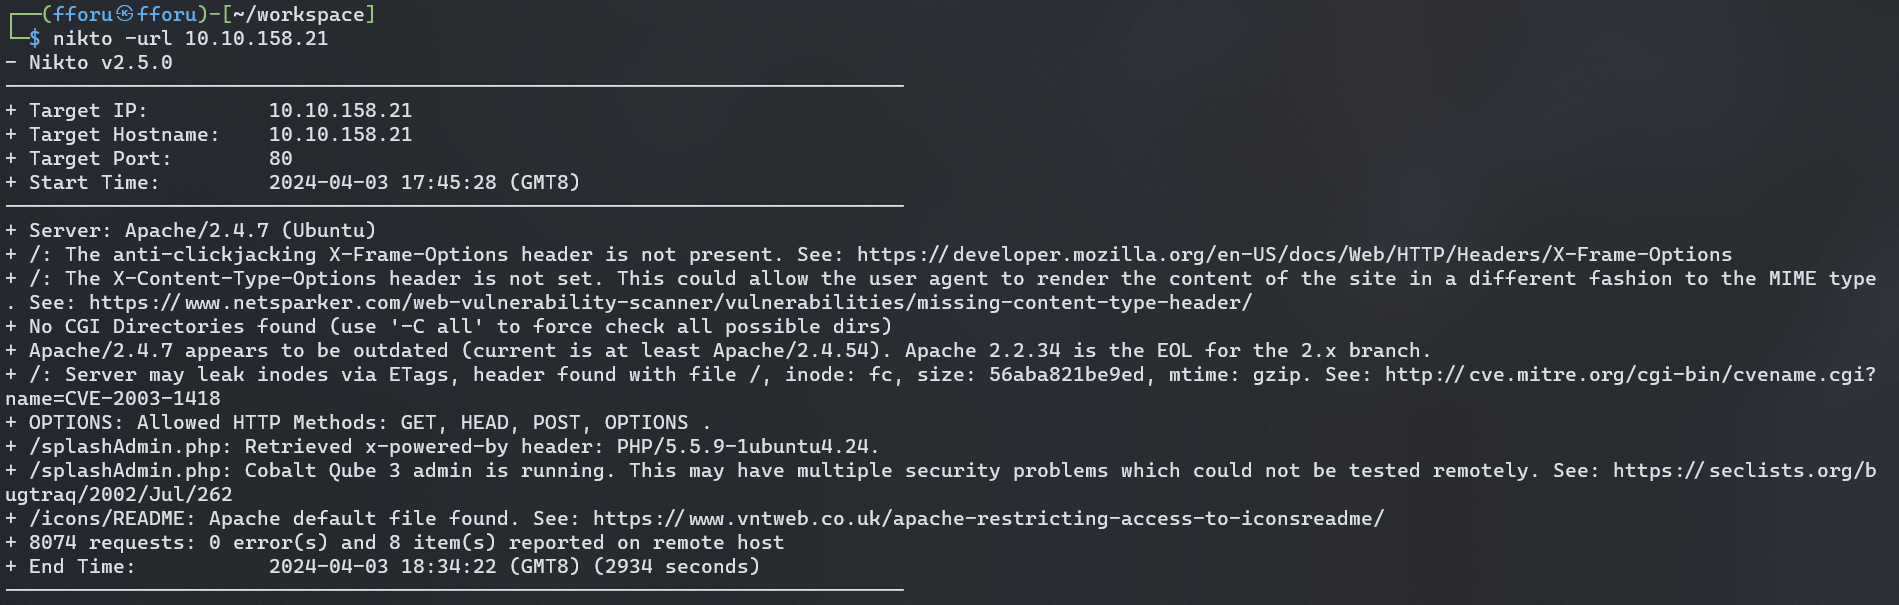 ┌──(fforu㉿fforu)-[~/workspace]
└─$ nikto -url 10.10.158.21
- Nikto v2.5.0
+ Target IP:          10.10.158.21
+ Target Hostname:    10.10.158.21
+ Target Port:        80
+ Start Time:         2024-04-03 17:45:28 (GMT8)
+ Server: Apache/2.4.7 (Ubuntu)
+ /: The anti-clickjacking X-Frame-Options header is not present. See: https://developer.mozilla.org/en-US/docs/Web/HTTP/Headers/X-Frame-Options
+ /: The X-Content-Type-Options header is not set. This could allow the user agent to render the content of the site in a different fashion to the MIME type
. See: https://www.netsparker.com/web-vulnerability-scanner/vulnerabilities/missing-content-type-header/
+ No CGI Directories found (use '-C all' to force check all possible dirs)
+ Apache/2.4.7 appears to be outdated (current is at least Apache/2.4.54). Apache 2.2.34 is the EOL for the 2.x branch.
+ /: Server may leak inodes via ETags, header found with file /, inode: fc, size: 56aba821be9ed, mtime: gzip. See: http://cve.mitre.org/cgi-bin/cvename.cgi?
name=CVE-2003-1418
+ OPTIONS: Allowed HTTP Methods: GET, HEAD, POST, OPTIONS .
+ /splashAdmin.php: Retrieved x-powered-by header: PHP/5.5.9-1ubuntu4.24.
+ /splashAdmin.php: Cobalt Qube 3 admin is running. This may have multiple security problems which could not be tested remotely. See: https://seclists.org/b
ugtraq/2002/Jul/262
+ /icons/README: Apache default file found. See: https://www.vntweb.co.uk/apache-restricting-access-to-iconsreadme/
+ 8074 requests: 0 error(s) and 8 item(s) reported on remote host
+ End Time:           2024-04-03 18:34:22 (GMT8) (2934 seconds)